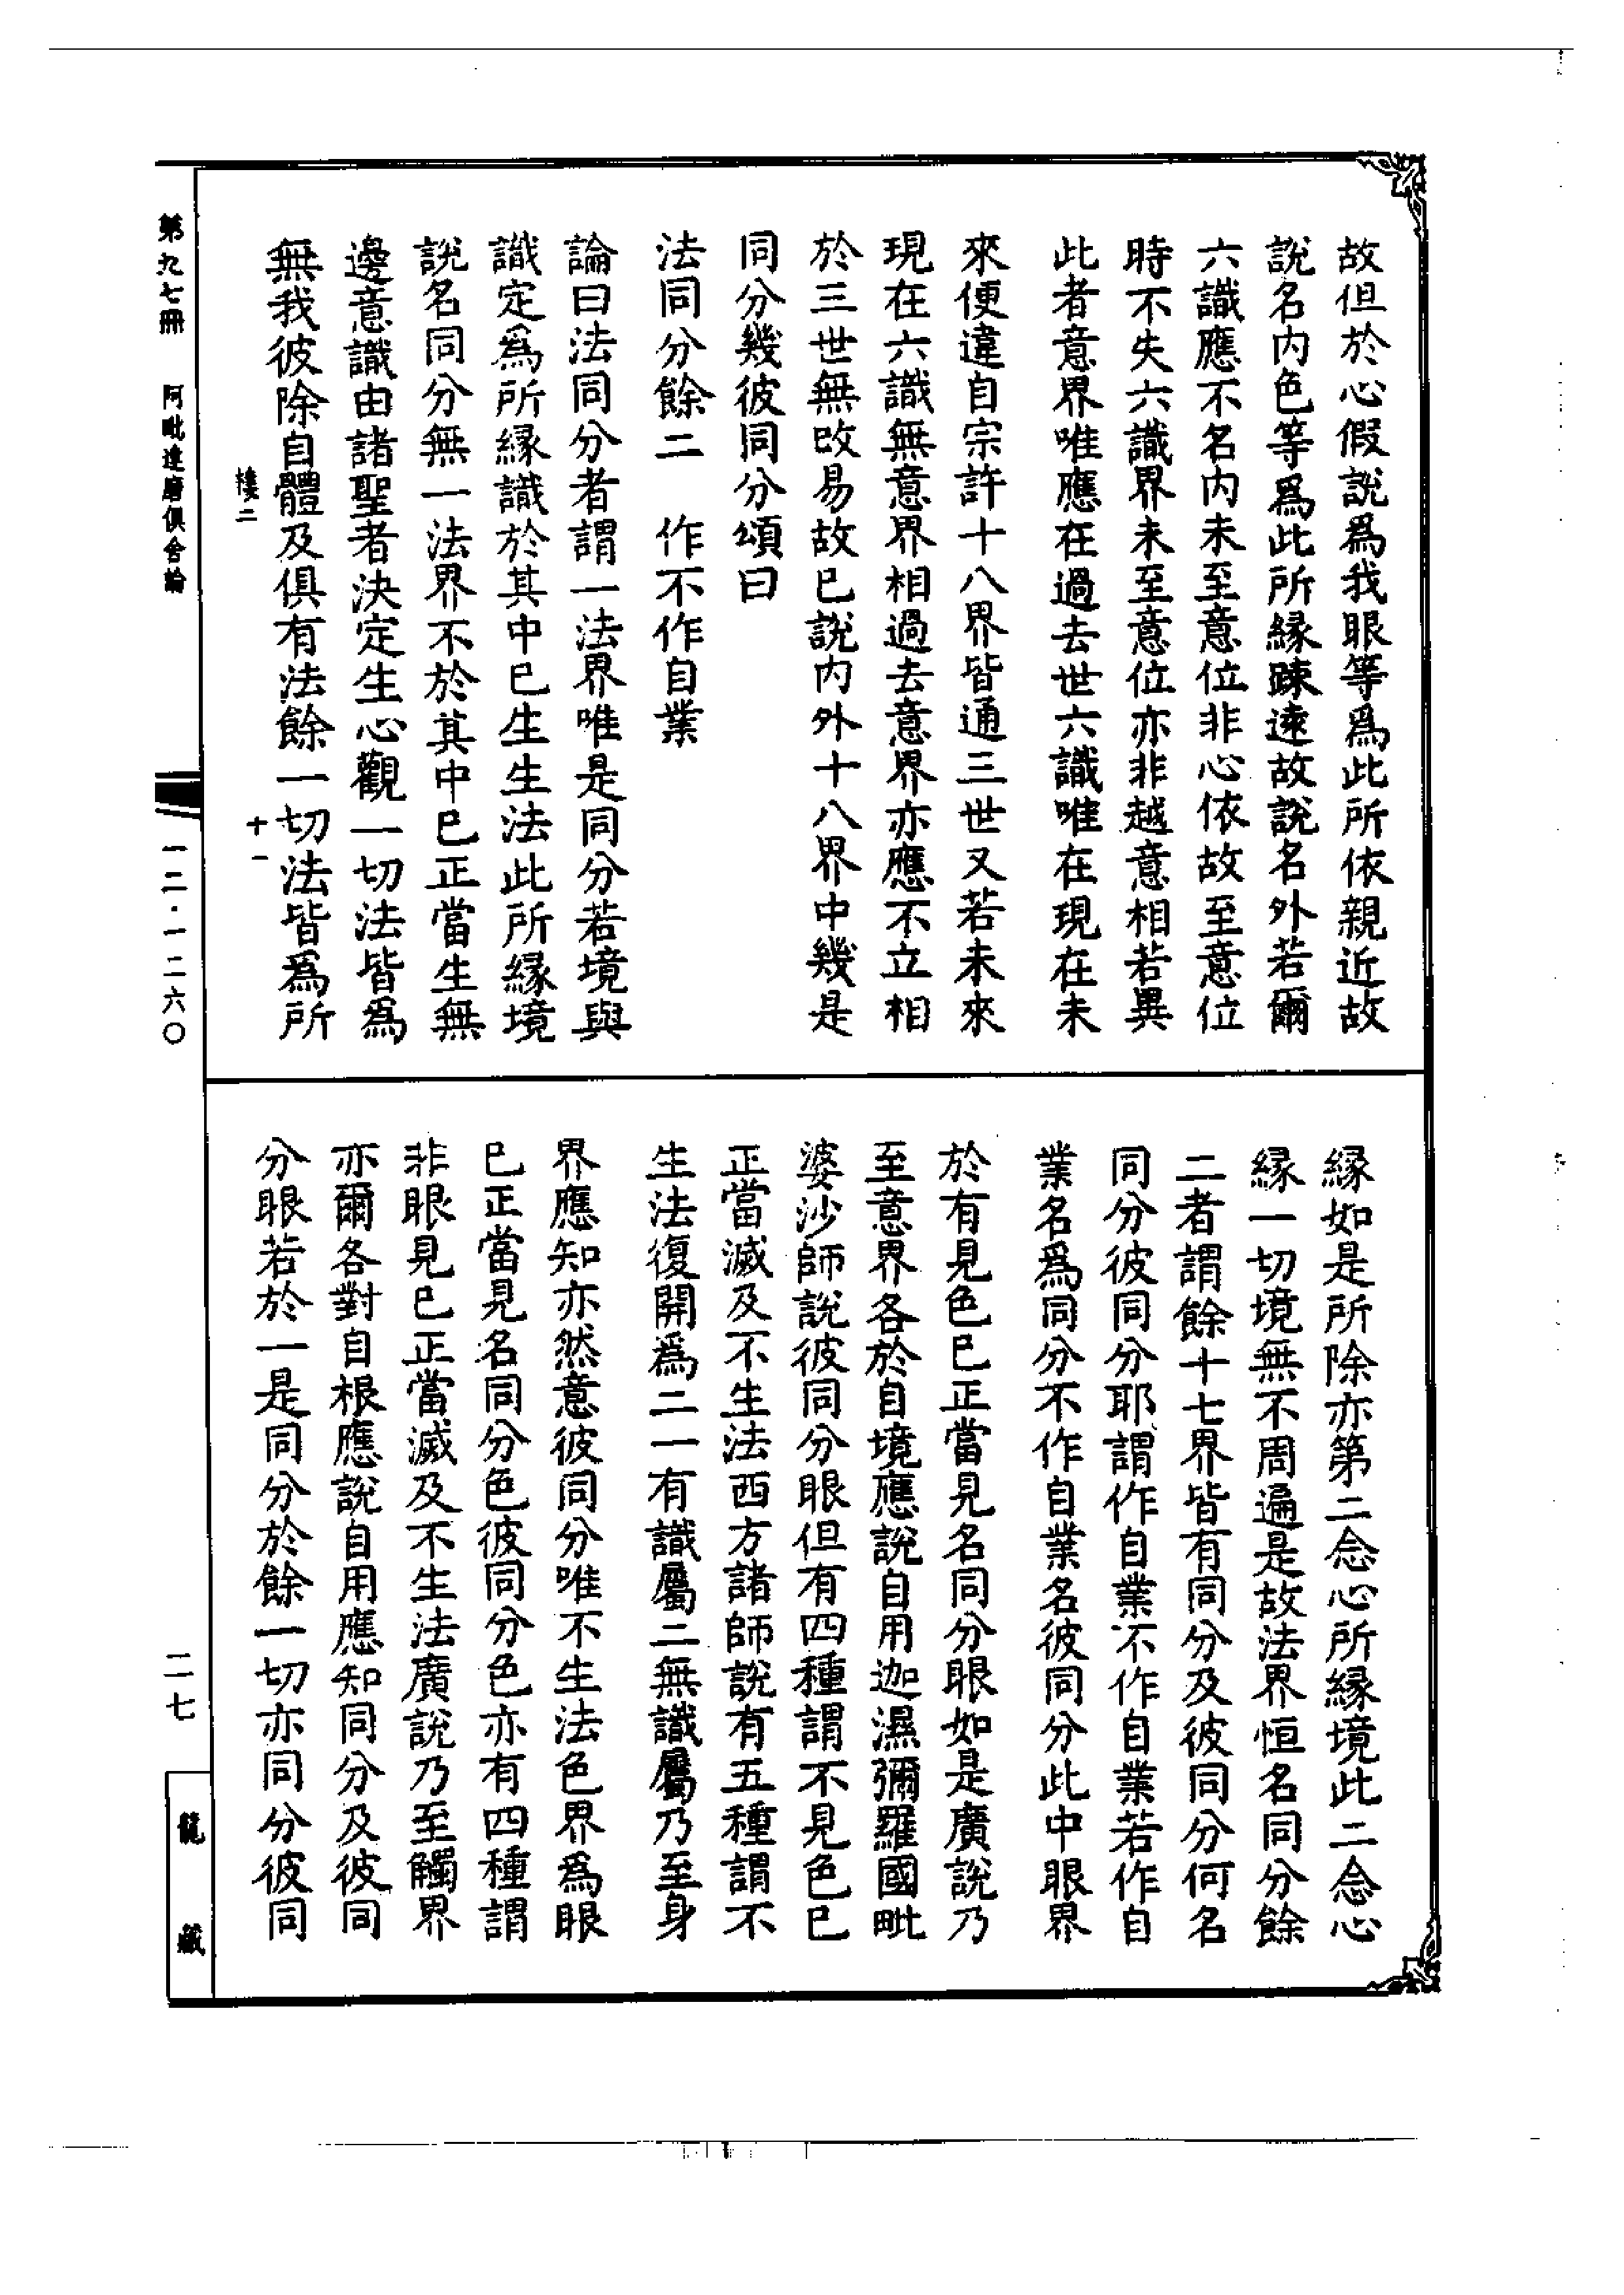 故但於心假說爲我眼等爲此所依親近故
說名内色等爲此所緣踈遠故說名外若爾
六識應不名内未至意位非心依故至意位
時不失六識界未至意位亦非越意相若異
此者意界唯應在過去世六識唯在現在未
來便違自宗許十八界皆通三世又若未來
現在六識無意界相過去意界亦應不立相
於三世無改易故已說内外十八界中幾是
同分幾彼同分頌曰
法同分餘二　作不作自業
論曰法同分者謂一法界唯是同分若境與
識定爲所緣識於其中已生生法此所緣境
說名同分無一法界不於其中已正當生無
邊意識由諸聖者決定生心觀一切法皆爲
無我彼除自體及俱有法餘一切法皆爲所
樓二　十一
緣如是所除亦第二念心所緣境此二念心
緣一切境無不周遍是故法界恒名同分餘
二者謂餘十七界皆有同分及彼同分何名
同分彼同分耶謂作自業不作自業若作自
業名爲同分不作自業名彼同分此中眼界
於有見色已正當見名同分眼如是廣說乃
至意界各於自境應說自用迦濕彌羅國毗
婆沙師說彼同分眼但有四種謂不見色已
正當滅及不生法西方諸師說有五種謂不
生法復開爲二一有識屬二無識屬乃至身
界應知亦然意彼同分唯不生法色界爲眼
已正當見名同分色彼同分色亦有四種謂
非眼見已正當滅及不生法廣說乃至觸界
亦爾各對自根應說自用應知同分及彼同
分眼若於一是同分於餘一切亦同分彼同
第九七冊　阿毗達磨俱舍論
一二·一二六〇
二七
龍藏